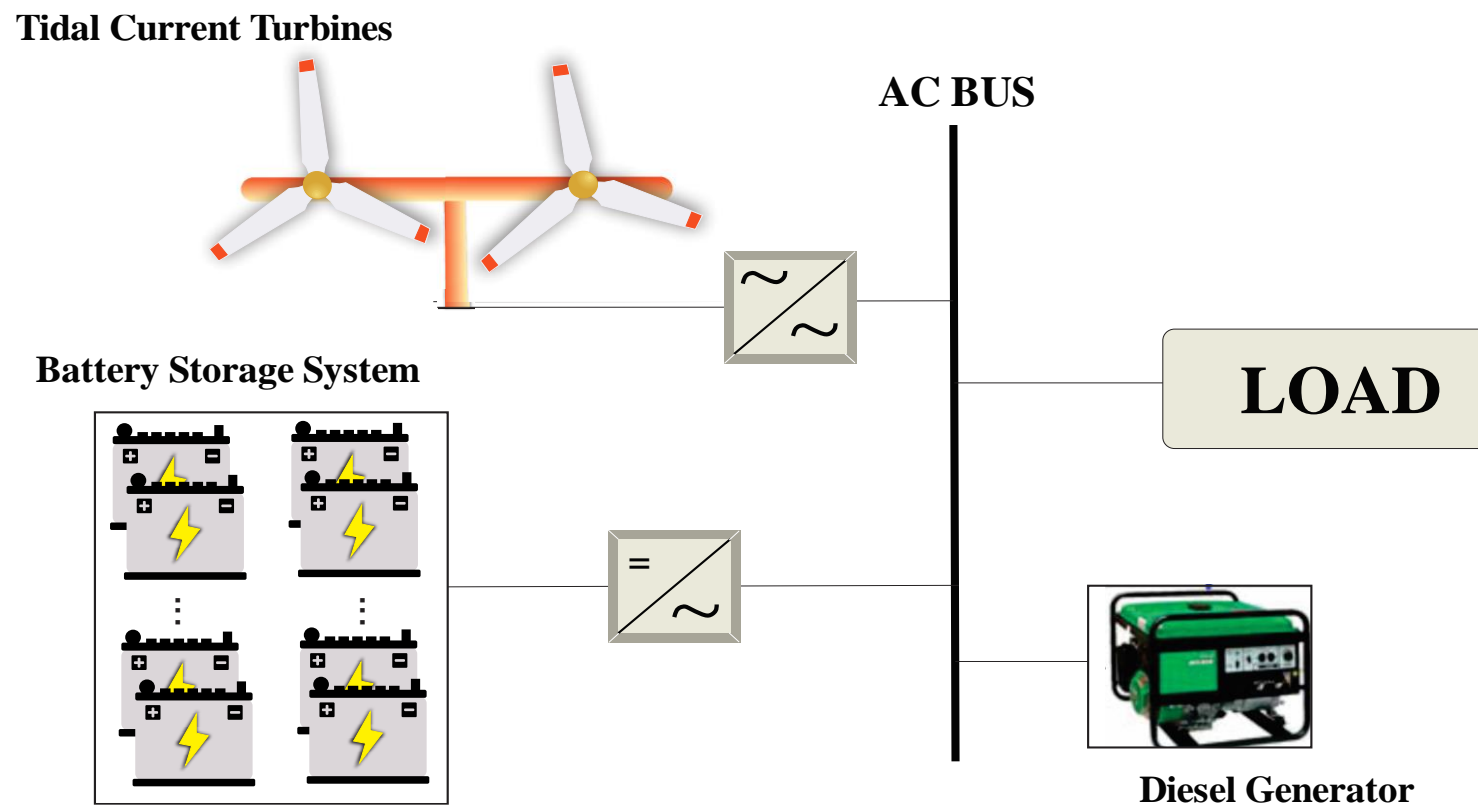 Tidal Current Turbines
AC BUS
LOAD
Battery Storage System
Diesel Generator